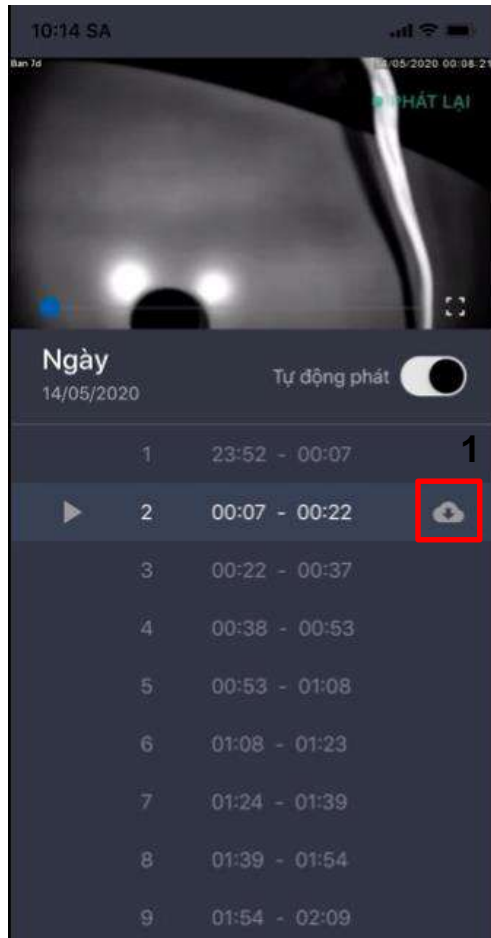 10:14 SA
Ban 7d
14/05/2020 00:08:21
PHÁT LẠI
Ngày
14/05/2020
Tự động phát
1
1 23:52 - 00:07
2 00:07 - 00:22
3 00:22 - 00:37
4 00:38 - 00:53
5 00:53 - 01:08
6 01:08 - 01:23
7 01:24 - 01:39
8 01:39 - 01:54
9 01:54 - 02:09